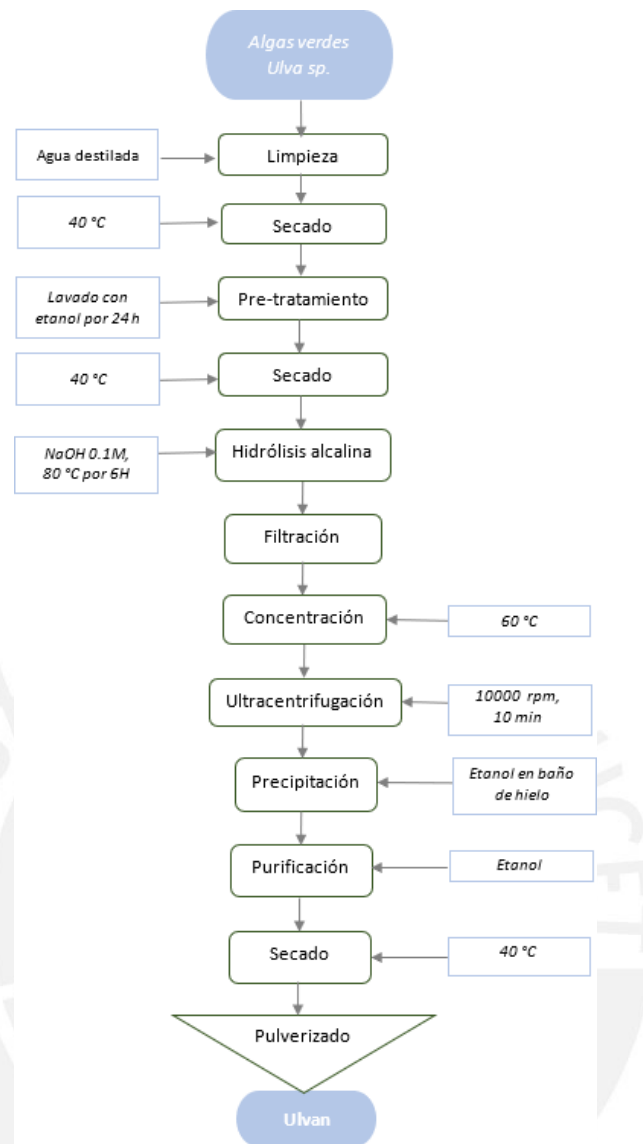 Algas verdes
Ulva sp.
Agua destilada
Limpieza
40 °C
Secado
Lavado con
etanol por 24 h
Pre-tratamiento
40 °C
Secado
NaOH 0.1M,
80 °C por 6H
Hidrólisis alcalina
Filtración
Concentración
60 °C
Ultracentrifugación
10000 rpm,
10 min
Precipitación
Etanol en baño
de hielo
Purificación
Etanol
Secado
40 °C
Pulverizado
Ulvan